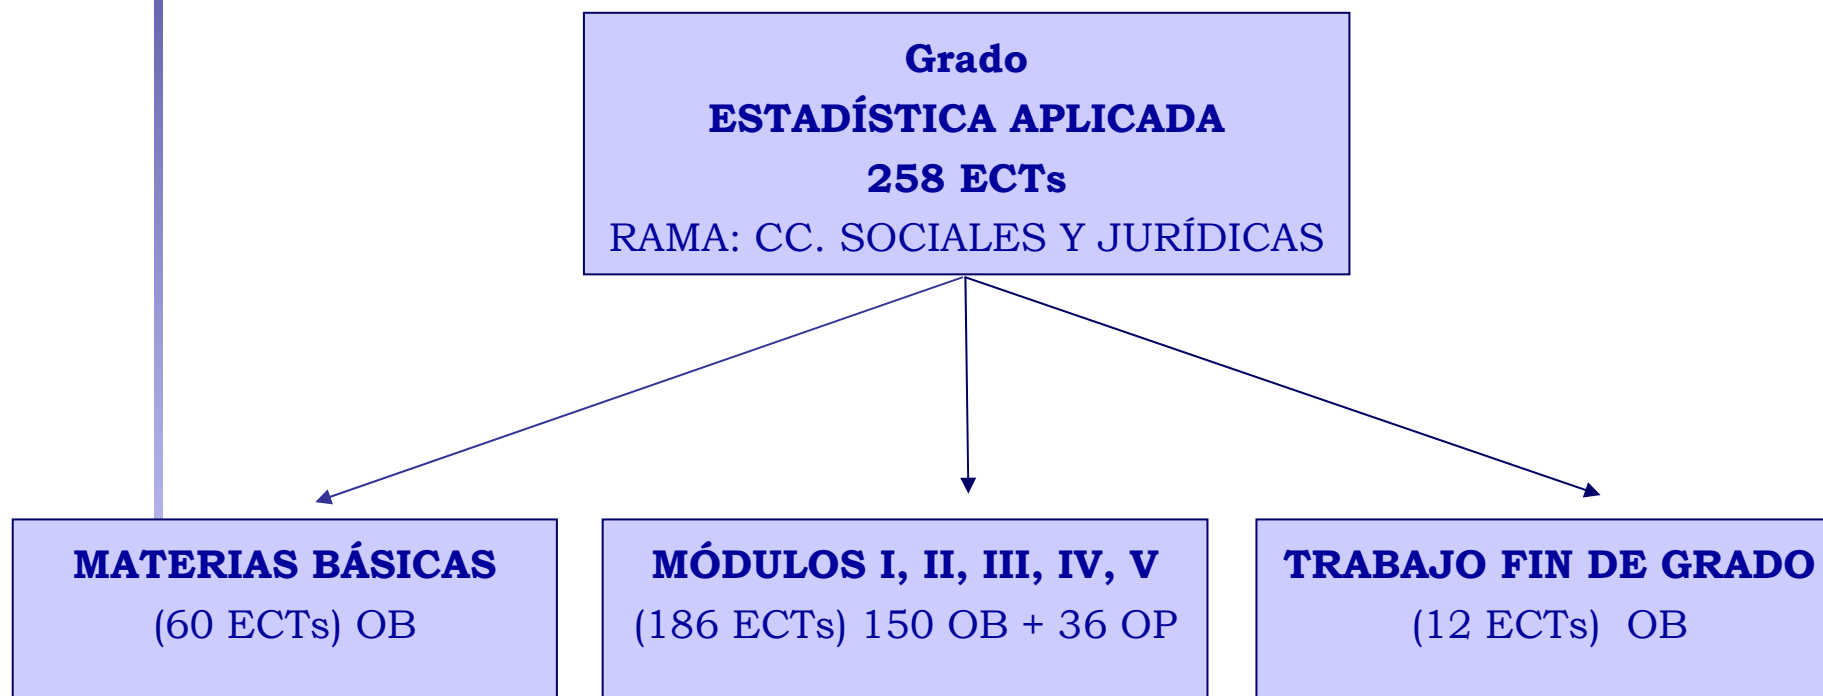 Grado
ESTADÍSTICA APLICADA
258 ECTs
RAMA: CC. SOCIALES Y JURÍDICAS
MATERIAS BÁSICAS
(60 ECTs) OB
MÓDULOS I, II, III, IV, V
(186 ECTs) 150 OB + 36 OP
TRABAJO FIN DE GRADO
(12 ECTs) OB